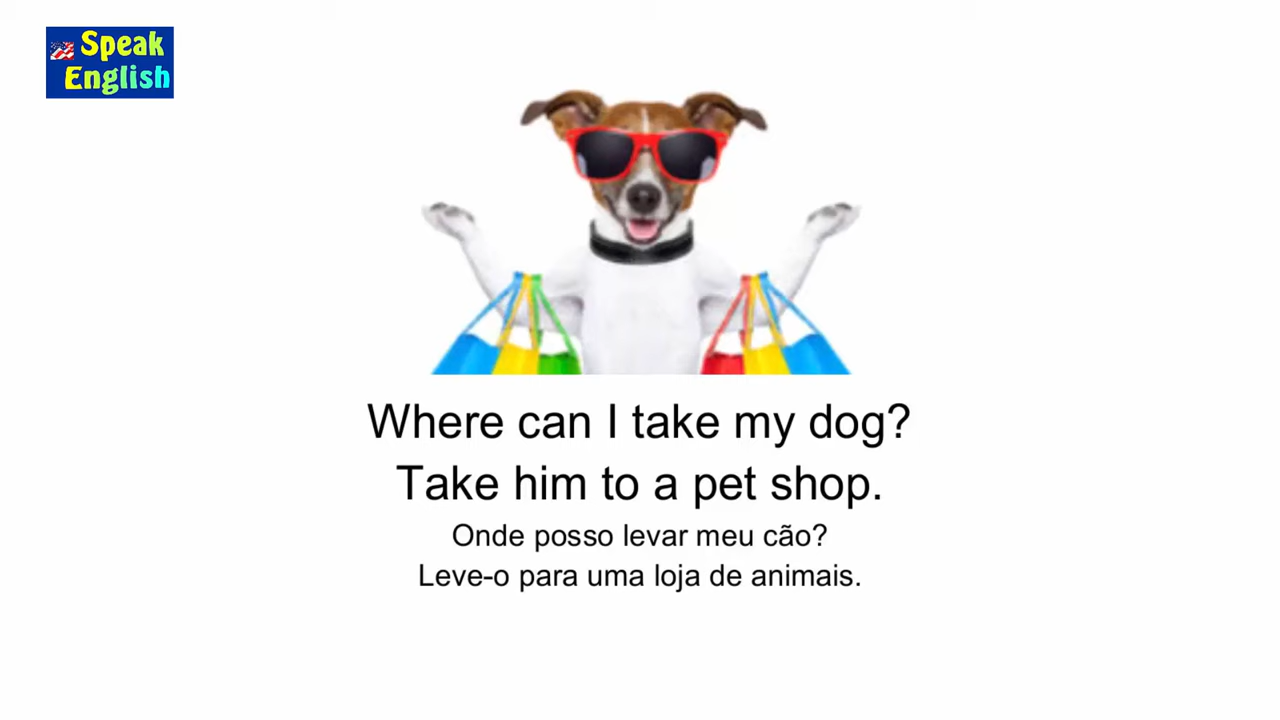 Speak
English
Where can I take my dog?
Take him to a pet shop.
Onde posso levar meu cão?
Leve-o para uma loja de animais.